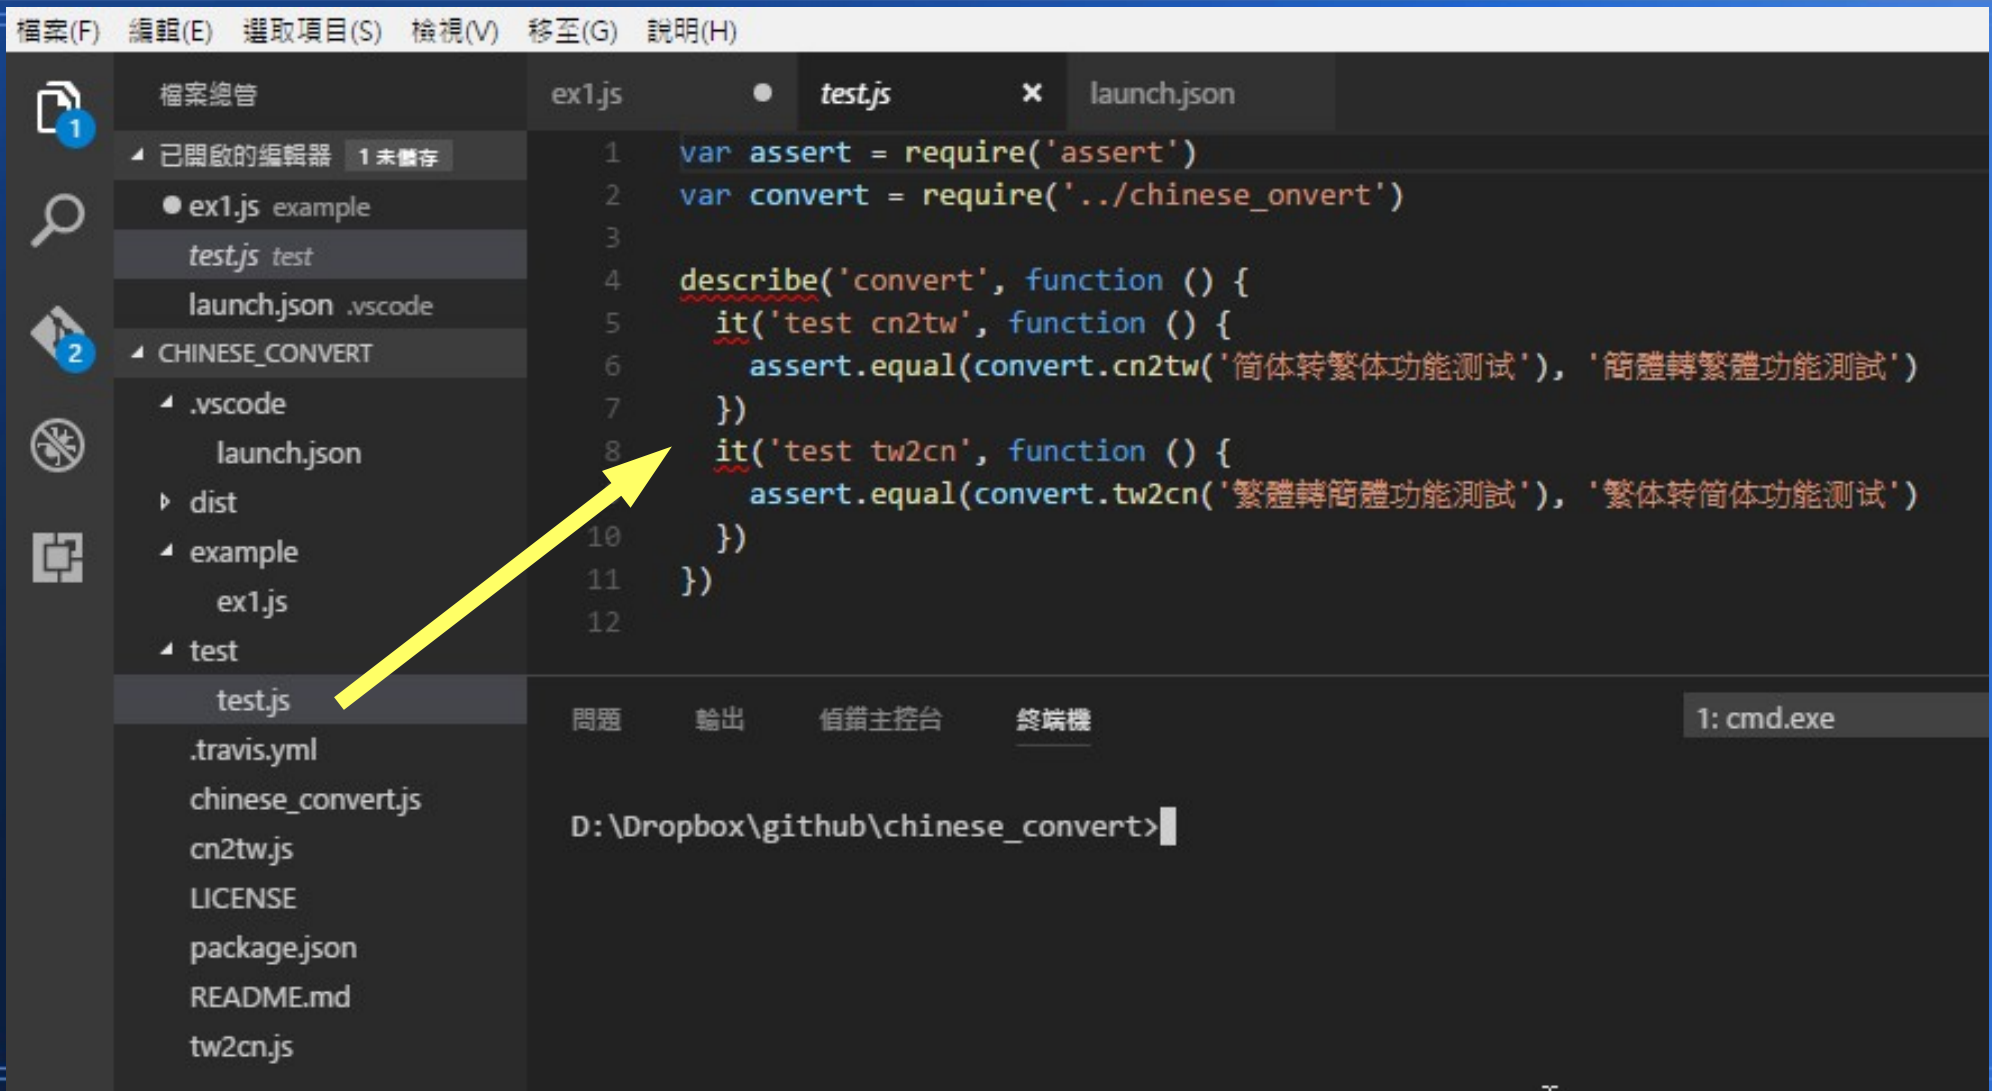 檔案(F) 編輯(E) 選取項目(S) 檢視(V) 移至(G) 說明(H)
1
2
檔案總管
已開啟的編輯器 1 未儲存
ex1.js example
test.js test
launch.json .vscode
CHINESE_CONVERT
.vscode
launch.json
dist
example
ex1.js
test
test.js
.travis.yml
chinese_convert.js
cn2tw.js
LICENSE
package.json
README.md
tw2cn.js
ex1.js test.js launch.json
1 var assert = require('assert')
2 var convert = require('../chinese_onvert')
3
4 describe('convert', function () {
5 it('test cn2tw', function () {
6 assert.equal(convert.cn2tw('简体转繁体功能测试'), '簡體轉繁體功能測試')
7 })
8 it('test tw2cn', function () {
assert.equal(convert.tw2cn('繁體轉簡體功能測試'), '繁体转简体功能测试')
10 })
11 })
12
問題 輸出 偵錯主控台 終端機 1: cmd.exe
D:\Dropbox\github\chinese_convert>